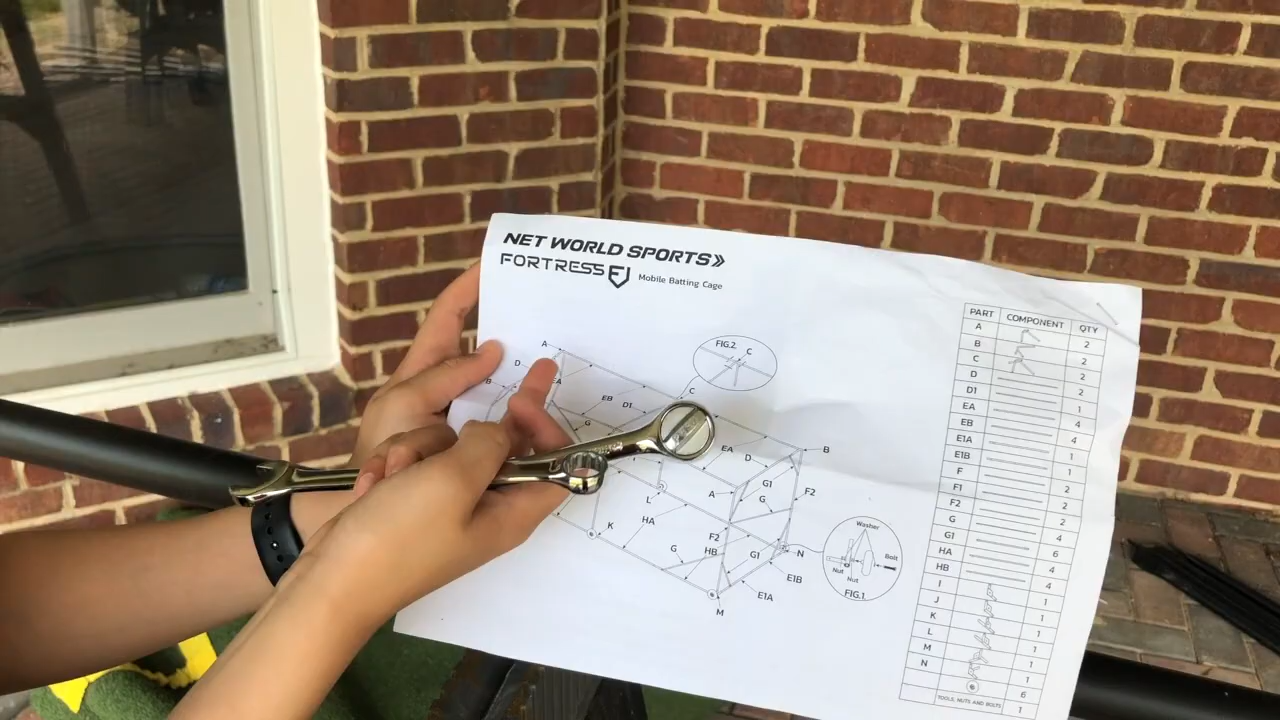 NET WORLD SPORTS
FORTRESS
Mobile Batting Cage
PART COMPONENT QTY
A 2
B 2
C 2
D 2
D1 1
EA 4
EB 4
E1A 1
E1B 1
F 2
F1 2
F2 2
G 2
G1 6
HA 4
HB 4
I 1
J 1
K 1
L 1
M 1
N 6
TOOLS, NUTS AND BOLTS 1
FIG.2.
C
A
D
EA
B
EB
D1
C
G
EA
D
B
A
G1
G
F2
L
HA
F2
HB
K
G
G1
N
E1B
E1A
M
Washer
Bolt
Nut
Nut
FIG.1.